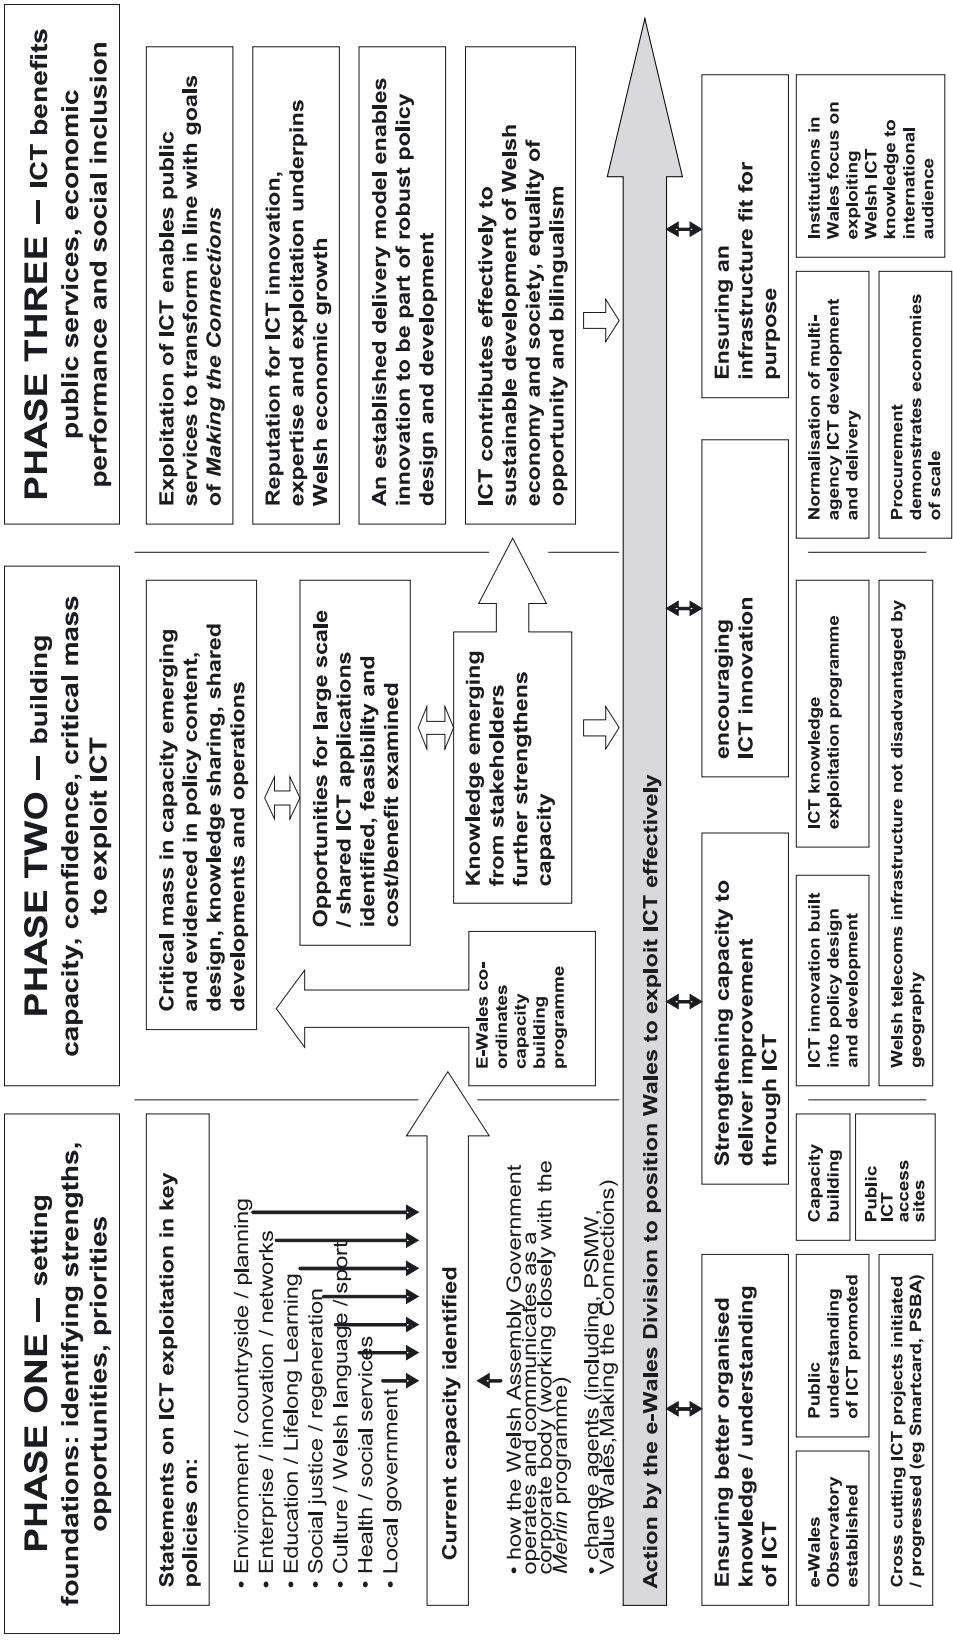 PHASE ONE — setting
foundations: identifying strengths,
opportunities, priorities
PHASE TWO — building
capacity, confidence, critical mass
to exploit ICT
PHASE THREE — ICT benefits
public services, economic
performance and social inclusion
Statements on ICT exploitation in key
policies on:
• Environment / countryside / planning
• Enterprise / innovation / networks
• Education / Lifelong Learning
• Social justice / regeneration
• Culture / Welsh language / sport
• Health / social services
• Local government
Current capacity identified
• how the Welsh Assembly Government
operates and communicates as a
corporate body (working closely with the
Merlin programme)
• change agents (including, PSMW,
Value Wales,Making the Connections)
Critical mass in capacity emerging
and evidenced in policy content,
design, knowledge sharing, shared
developments and operations
Opportunities for large scale
/ shared ICT applications
identified, feasibility and
cost/benefit examined
Knowledge emerging
from stakeholders
further strengthens
capacity
E-Wales co-
ordinates
capacity
building
programme
Exploitation of ICT enables public
services to transform in line with goals
of Making the Connections
Reputation for ICT innovation,
expertise and exploitation underpins
Welsh economic growth
An established delivery model enables
innovation to be part of robust policy
design and development
ICT contributes effectively to
sustainable development of Welsh
economy and society, equality of
opportunity and bilingualism
Action by the e-Wales Division to position Wales to exploit ICT effectively
Ensuring better organised
knowledge / understanding
of ICT
Strengthening capacity to
deliver improvement
through ICT
encouraging
ICT innovation
Ensuring an
infrastructure fit for
purpose
e-Wales
Observatory
established
Public
understanding
of ICT promoted
Cross cutting ICT projects initiated
/ progressed (eg Smartcard, PSBA)
Capacity
building
Public
ICT
access
sites
ICT innovation built
into policy design
and development
ICT knowledge
exploitation programme
Welsh telecoms infrastructure not disadvantaged by
geography
Normalisation of multi-
agency ICT development
and delivery
Procurement
demonstrates economies
of scale
Institutions in
Wales focus on
exploiting
Welsh ICT
knowledge to
international
audience